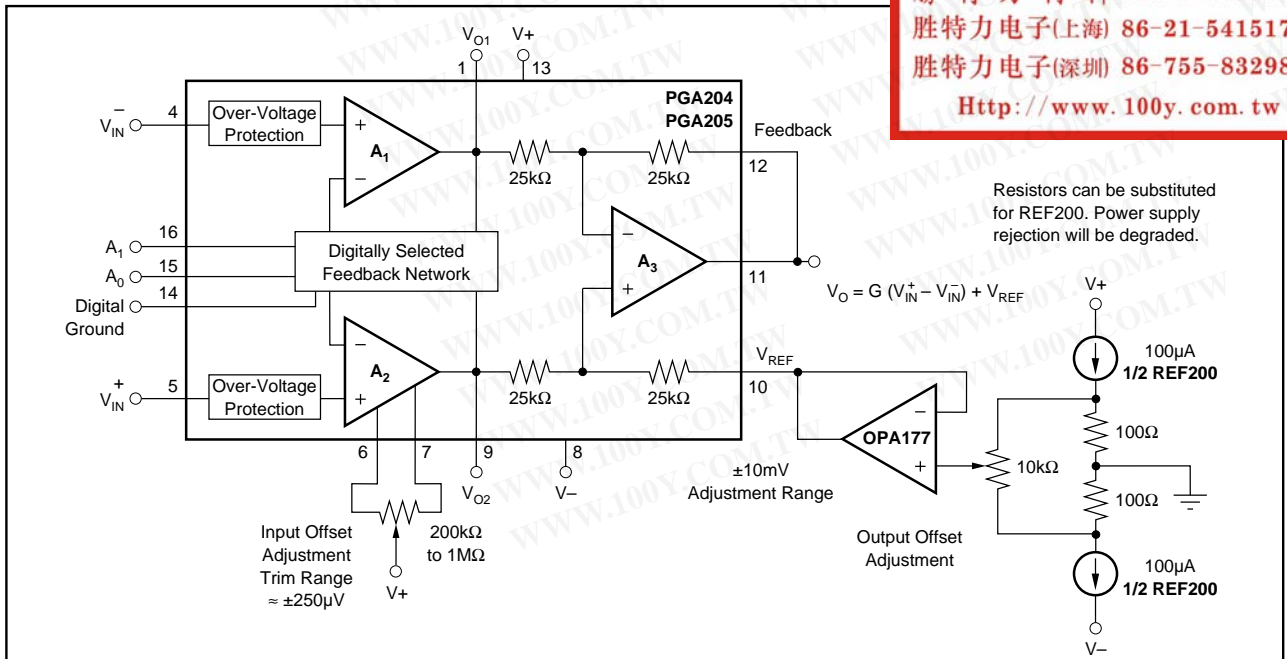 胜特力电子(上海) 86-21-541517
胜特力电子(深圳) 86-755-83298
Http://www.100y.com.tw
WWW.100Y.COM.TW
V_O1
1
V+
13
PGA204
PGA205
V_IN^–
4
Over-Voltage
Protection
+
A_1
–
25kΩ
25kΩ
Feedback
12
A_1
16
A_0
15
14
Digital
Ground
Digitally Selected
Feedback Network
–
A_3
+
11
V_O = G (V_IN^+ – V_IN^–) + V_REF
Resistors can be substituted
for REF200. Power supply
rejection will be degraded.
V_IN^+
5
Over-Voltage
Protection
–
A_2
+
25kΩ
25kΩ
V_REF
10
6
7
9
8
V_O2
V–
Input Offset
Adjustment
Trim Range
≈ ±250µV
200kΩ
to 1MΩ
V+
±10mV
Adjustment Range
–
OPA177
+
10kΩ
Output Offset
Adjustment
V+
100µA
1/2 REF200
100Ω
100Ω
100µA
1/2 REF200
V–